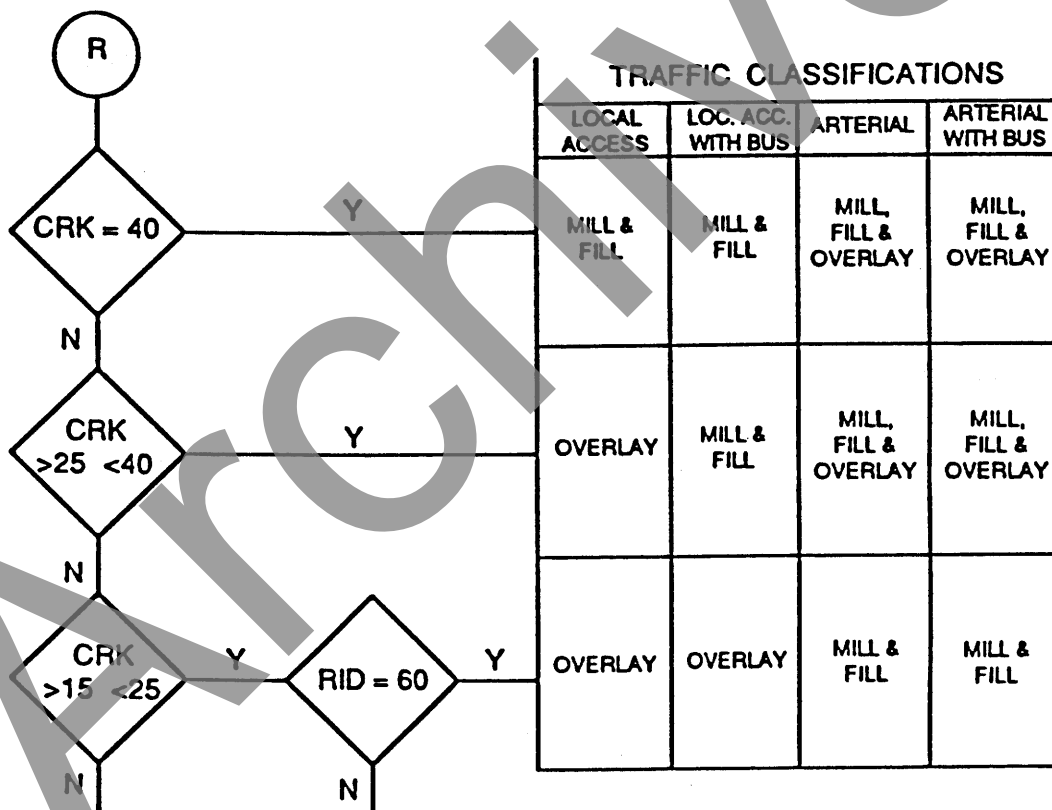 R
TRAFFIC CLASSIFICATIONS
LOCAL
ACCESS
LOC. ACC.
WITH BUS
ARTERIAL
ARTERIAL
WITH BUS
CRK = 40
Y
MILL &
FILL
MILL &
FILL
MILL,
FILL &
OVERLAY
MILL,
FILL &
OVERLAY
N
CRK
>25 <40
Y
OVERLAY
MILL &
FILL
MILL,
FILL &
OVERLAY
MILL,
FILL &
OVERLAY
N
CRK
>15 <25
Y
RID = 60
Y
OVERLAY
OVERLAY
MILL &
FILL
MILL &
FILL
N
N
Archive